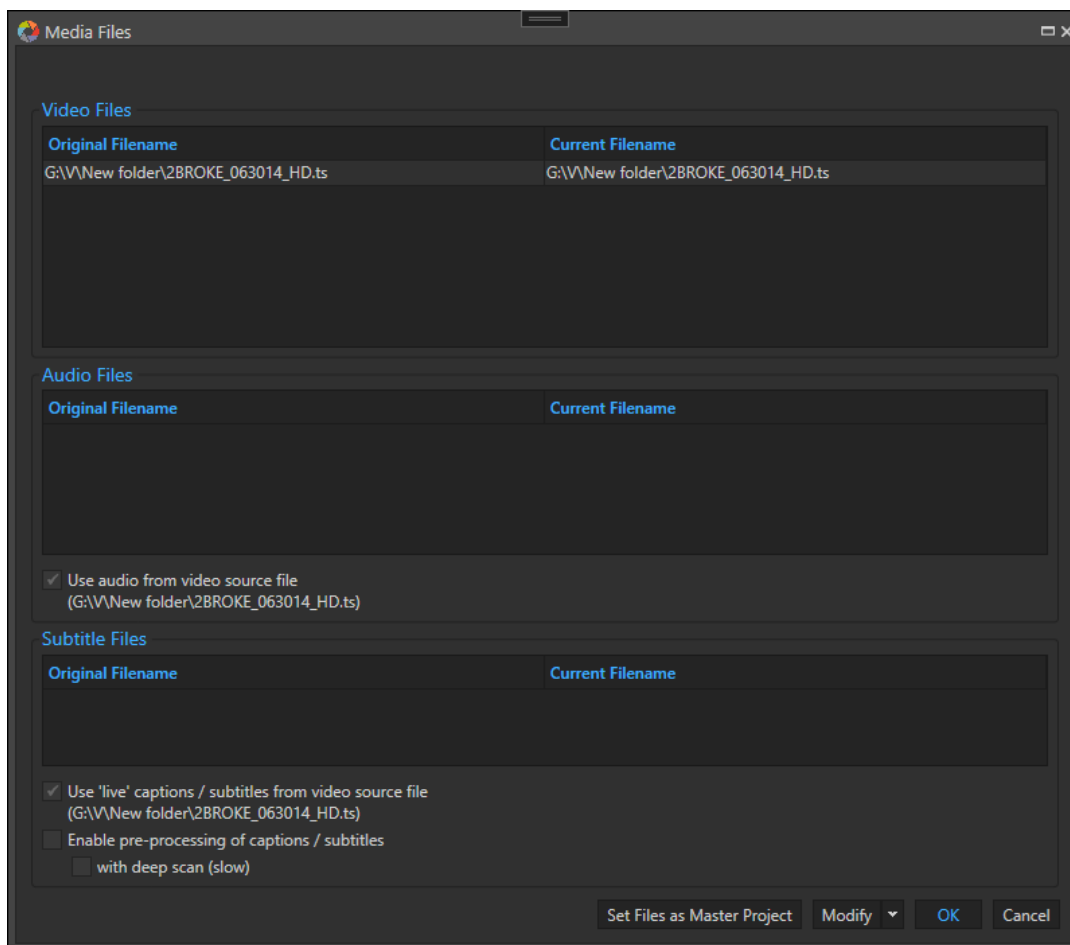 Media Files
Video Files
Original Filename Current Filename
G:\V\New folder\2BROKE_063014_HD.ts G:\V\New folder\2BROKE_063014_HD.ts
Audio Files
Original Filename Current Filename
Use audio from video source file
(G:\V\New folder\2BROKE_063014_HD.ts)
Subtitle Files
Original Filename Current Filename
Use 'live' captions / subtitles from video source file
(G:\V\New folder\2BROKE_063014_HD.ts)
Enable pre-processing of captions / subtitles
with deep scan (slow)
Set Files as Master Project Modify OK Cancel